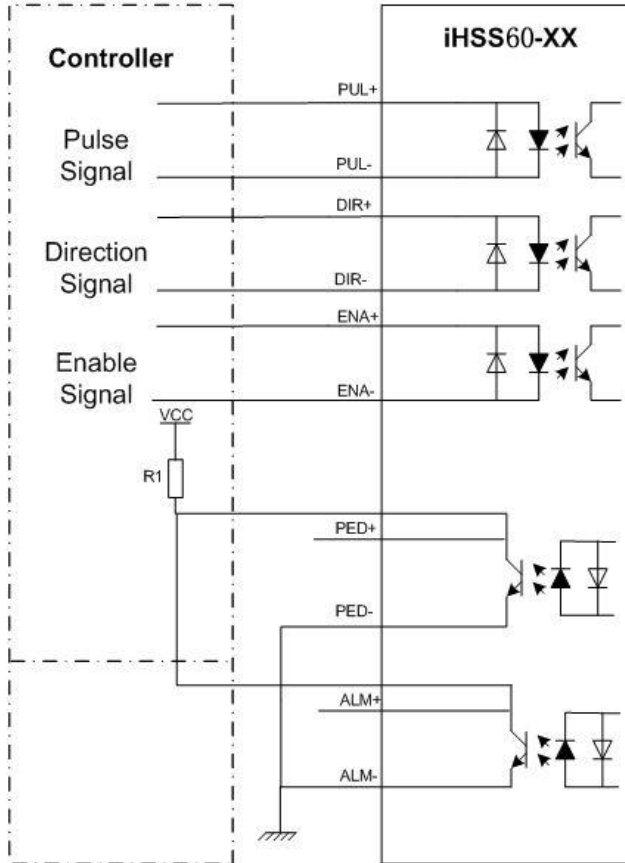 iHSS60-XX
Controller
PUL+
Pulse
Signal
PUL-
DIR+
Direction
Signal
DIR-
ENA+
Enable
Signal
ENA-
VCC
R1
PED+
PED-
ALM+
ALM-